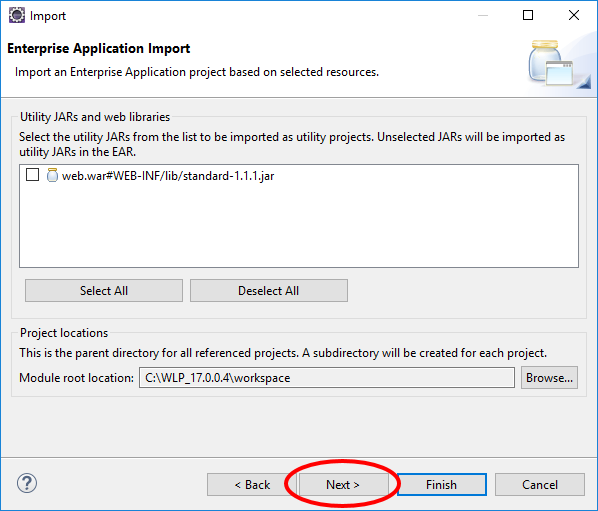 Import
Enterprise Application Import
Import an Enterprise Application project based on selected resources.
Utility JARs and web libraries
Select the utility JARs from the list to be imported as utility projects. Unselected JARs will be imported as
utility JARs in the EAR.
web.war#WEB-INF/lib/standard-1.1.1.jar
Select All Deselect All
Project locations
This is the parent directory for all referenced projects. A subdirectory will be created for each project.
Module root location: C:\WLP_17.0.0.4\workspace Browse...
? < Back Next > Finish Cancel